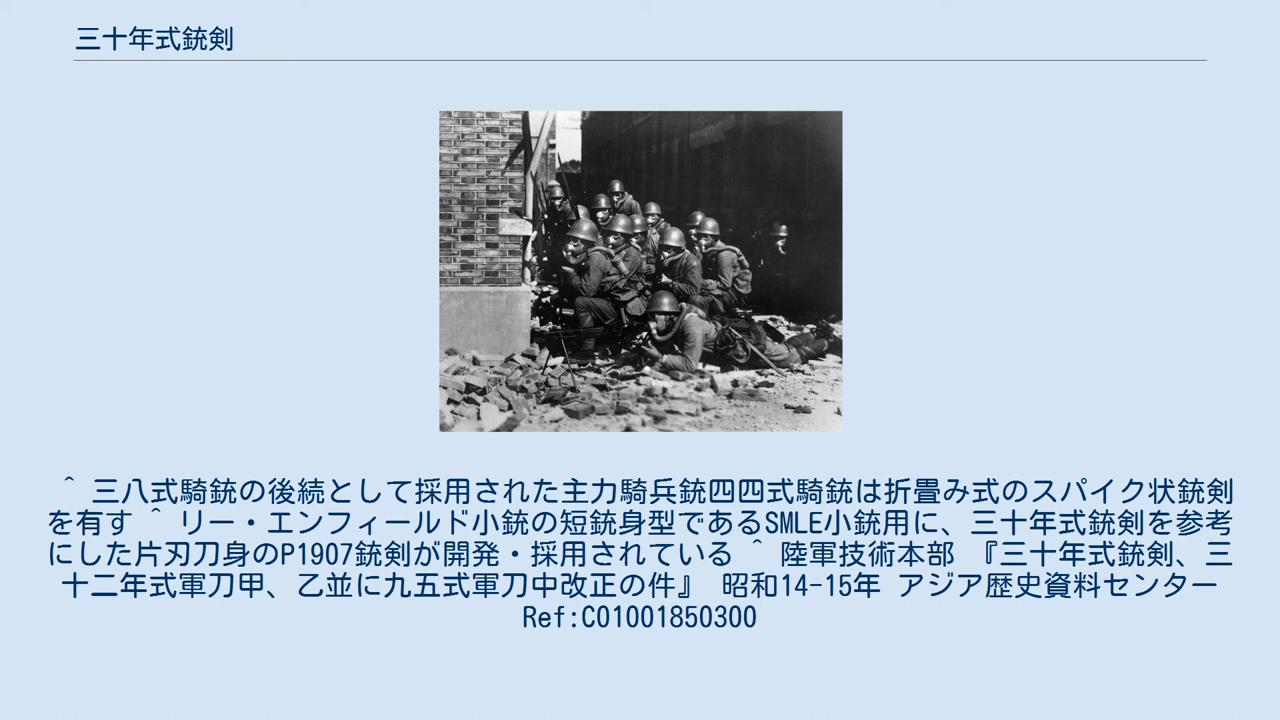 三十年式銃剣
^ 三八式騎銃の後続として採用された主力騎兵銃四四式騎銃は折畳み式のスパイク状銃剣
を有す ^ リー・エンフィールド小銃の短銃身型であるSMLE小銃用に、三十年式銃剣を参考
にした片刃刀身のP1907銃剣が開発・採用されている ^ 陸軍技術本部 『三十年式銃剣、三
十二年式軍刀甲、乙並に九五式軍刀中改正の件』 昭和14-15年 アジア歴史資料センター
Ref:C01001850300